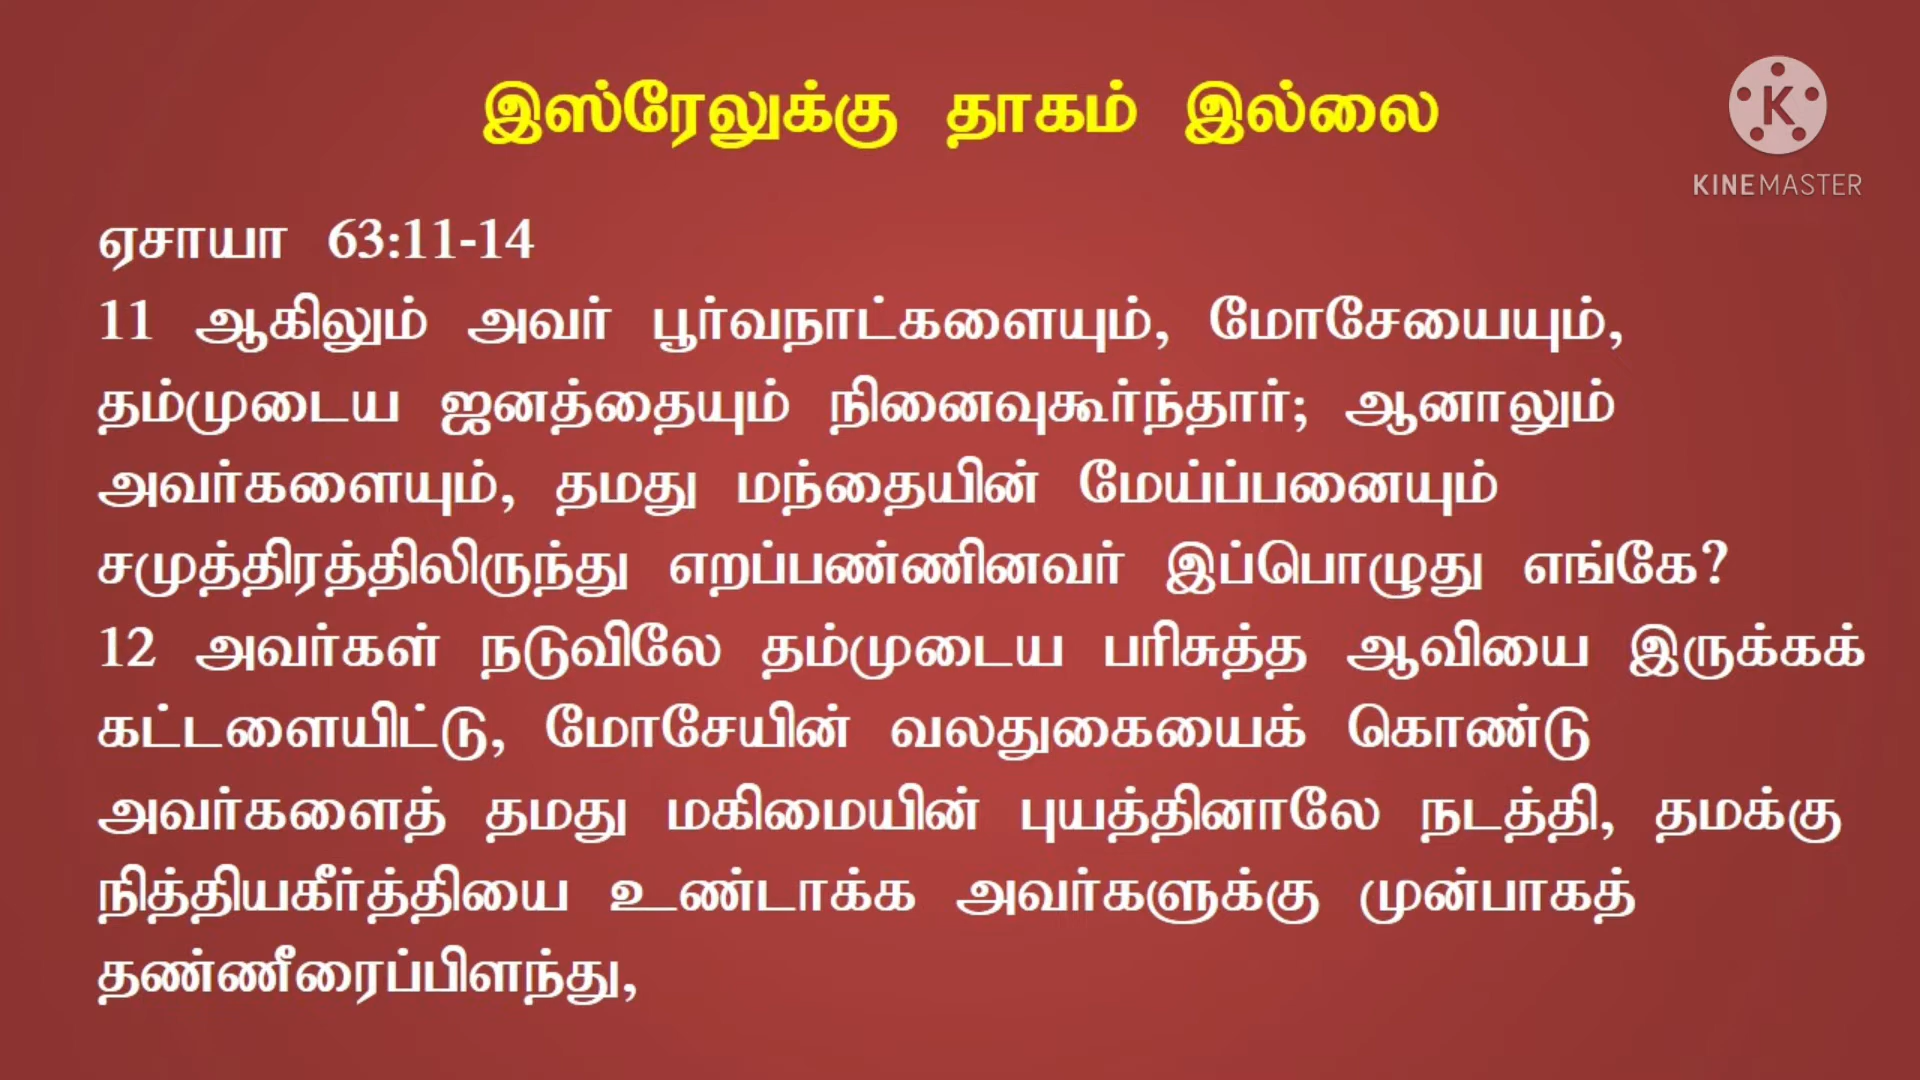 இஸ்ரேலுக்கு தாகம் இல்லை
K
KINEMASTER
ஏசாயா 63:11-14
11 ஆகிலும் அவர் பூர்வநாட்களையும், மோசேயையும்,
தம்முடைய ஜனத்தையும் நினைவுகூர்ந்தார்; ஆனாலும்
அவர்களையும், தமது மந்தையின் மேய்ப்பனையும்
சமுத்திரத்திலிருந்து எறப்பண்ணினவர் இப்பொழுது எங்கே?
12 அவர்கள் நடுவிலே தம்முடைய பரிசுத்த ஆவியை இருக்கக்
கட்டளையிட்டு, மோசேயின் வலதுகையைக் கொண்டு
அவர்களைத் தமது மகிமையின் புயத்தினாலே நடத்தி, தமக்கு
நித்தியகீர்த்தியை உண்டாக்க அவர்களுக்கு முன்பாகத்
தண்ணீரைப்பிளந்து,